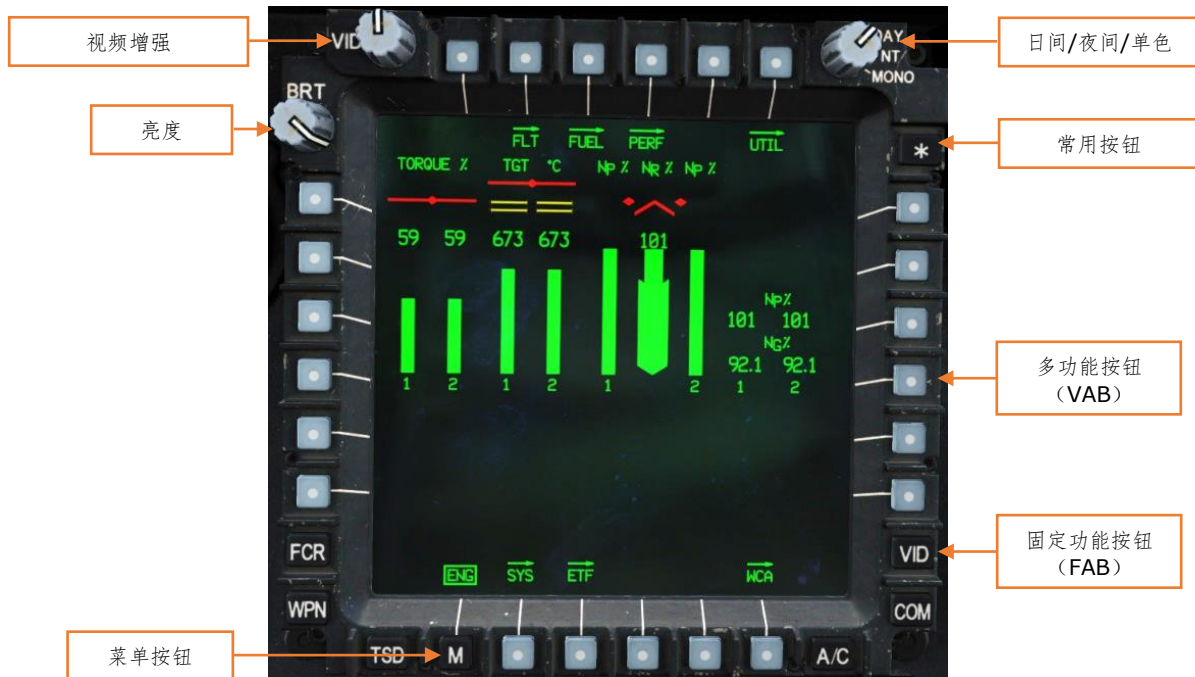 视频增强
VID
DAY
NT
MONO
日间/夜间/单色
BRT
亮度
*
常用按钮
FLT FUEL PERF UTIL
TORQUE % TGT °C NP % NR % NP %
59 59 673 673 101
NP%
101 101
NG%
92.1 92.1
1 2 1 2 1 2 1 2
多功能按钮
（VAB）
FCR
VID
固定功能按钮
（FAB）
ENG SYS ETF WCA
WPN
COM
菜单按钮
TSD M A/C